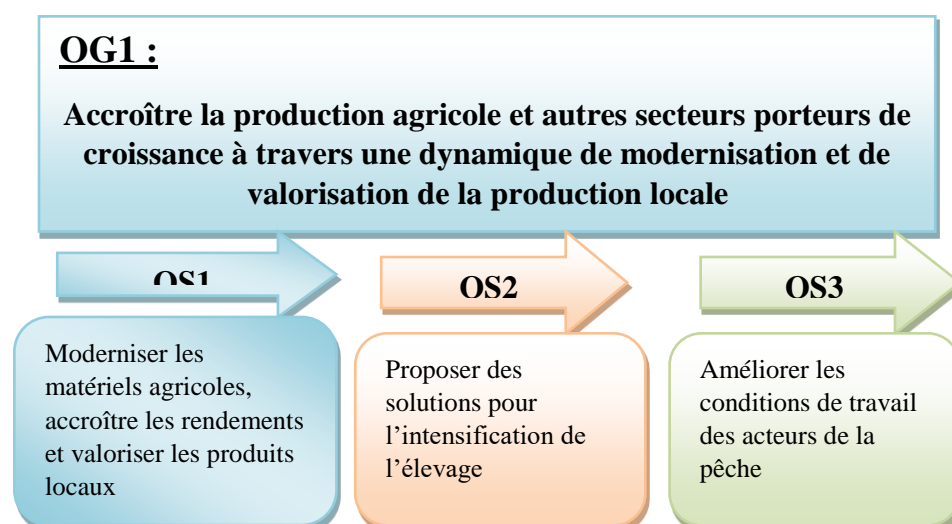 OG1 :
Accroître la production agricole et autres secteurs porteurs de
croissance à travers une dynamique de modernisation et de
valorisation de la production locale
OS1
OS2
OS3
Moderniser les
matériels agricoles,
accroître les rendements
et valoriser les produits
locaux
Proposer des
solutions pour
l’intensification de
l’élevage
Améliorer les
conditions de travail
des acteurs de la
pêche